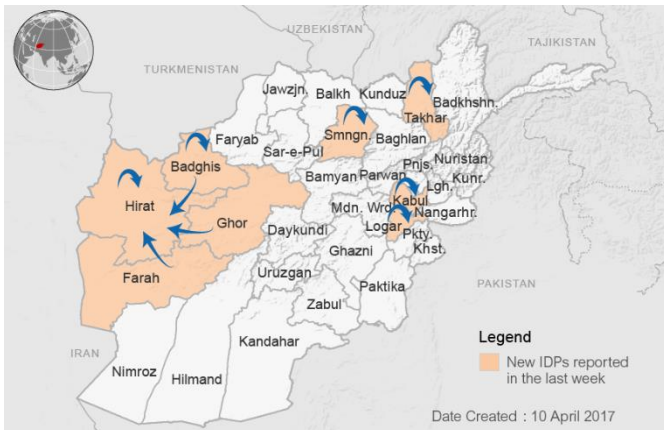 UZBEKISTAN
TAJIKISTAN
TURKMENISTAN
Jawzjn.
Balkh
Kunduz
Badkhshn.
Takhar
Faryab
Smngn.
Baghlan
Sar-e-Pul
Badghis
Pnjs.
Nuristan
Bamyan
Parwan
Kunr.
Lgh.
Hirat
Kabul
Ghor
Mdn. Wrd
Nangarhr.
Logar
Daykundi
Pkty.
Ghazni
Khst.
Farah
Uruzgan
Paktika
PAKISTAN
Zabul
Legend
IRAN
Kandahar
New IDPs reported
in the last week
Nimroz
Hilmand
Date Created : 10 April 2017